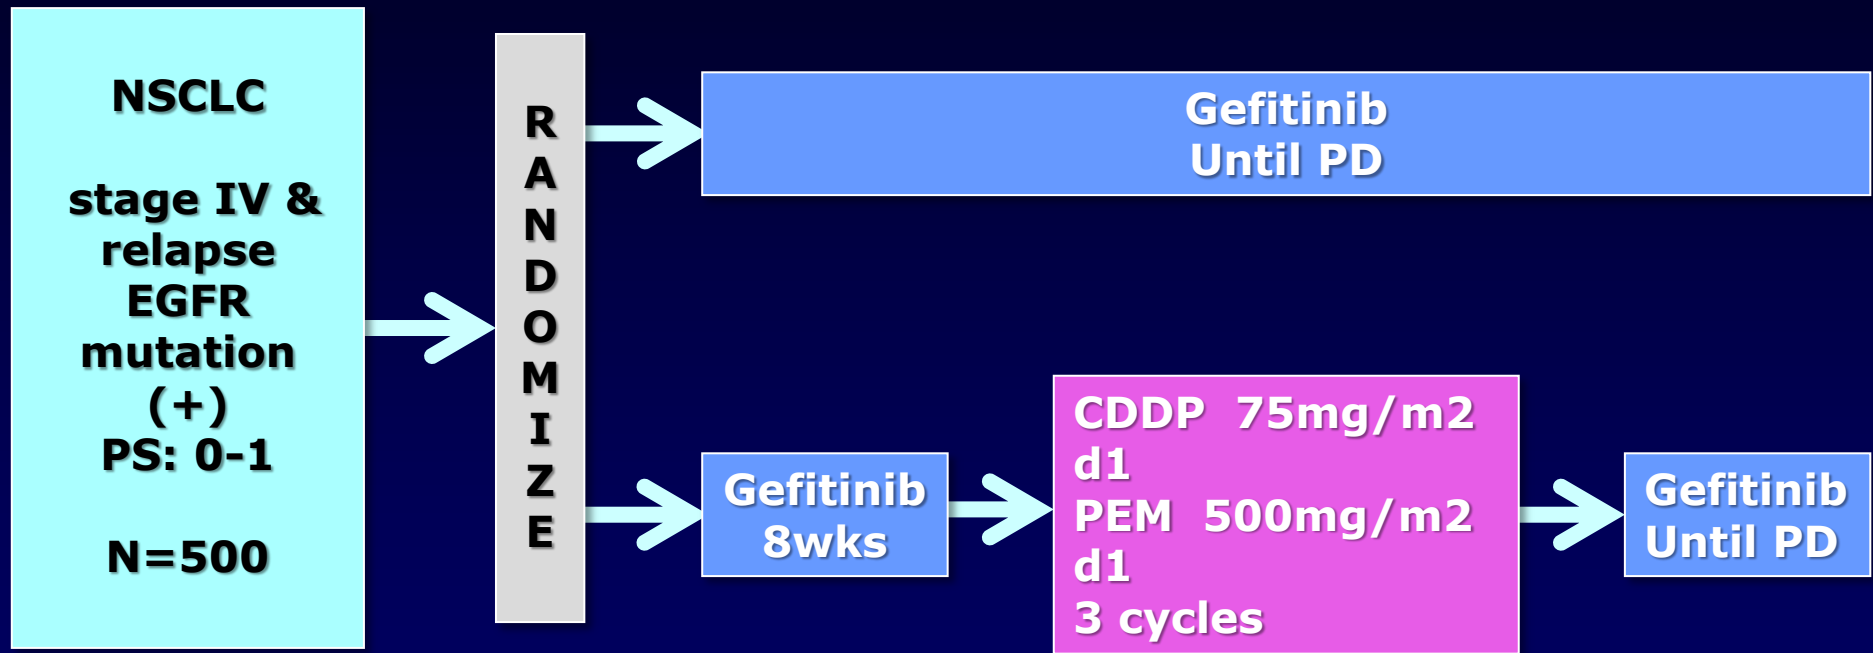 NSCLC
stage IV &
relapse
EGFR
mutation
(+)
PS: 0-1
N=500
R
A
N
D
O
M
I
Z
E
Gefitinib
Until PD
Gefitinib
8wks
CDDP 75mg/m2
d1
PEM 500mg/m2
d1
3 cycles
Gefitinib
Until PD